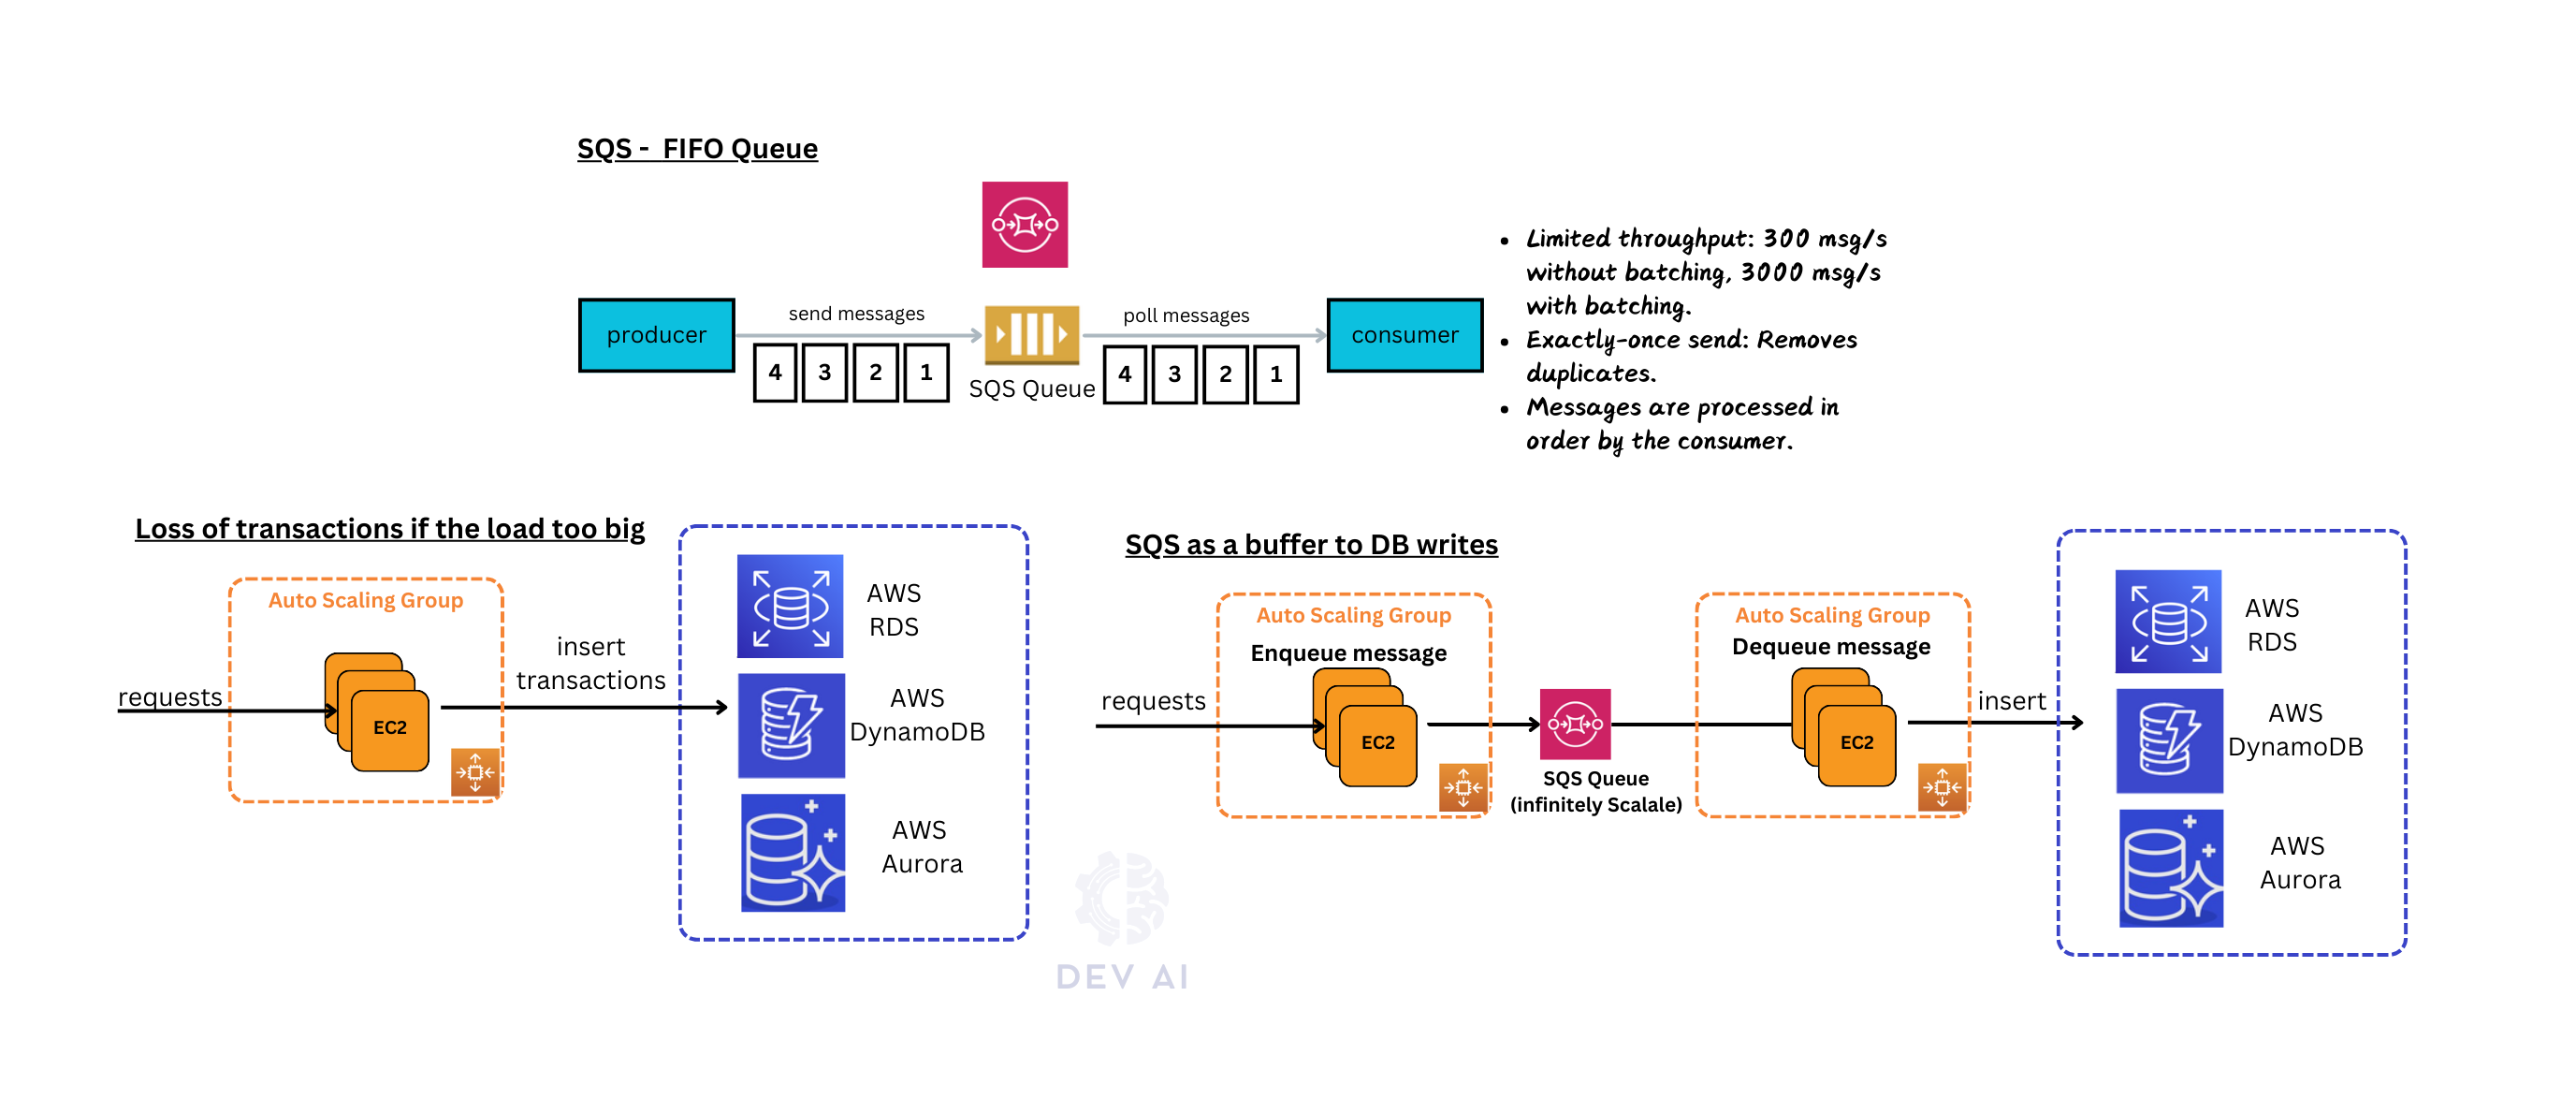 SQS -  FIFO Queue
producer
send messages
4 3 2 1
SQS Queue
poll messages
4 3 2 1
consumer
• Limited throughput: 300 msg/s
without batching, 3000 msg/s
with batching.
• Exactly-once send: Removes
duplicates.
• Messages are processed in
order by the consumer.
Loss of transactions if the load too big
Auto Scaling Group
requests
EC2
insert
transactions
AWS
RDS
AWS
DynamoDB
AWS
Aurora
SQS as a buffer to DB writes
Auto Scaling Group
Enqueue message
requests
EC2
SQS Queue
(infinitely Scalale)
Auto Scaling Group
Dequeue message
EC2
insert
AWS
RDS
AWS
DynamoDB
AWS
Aurora
DEV AI